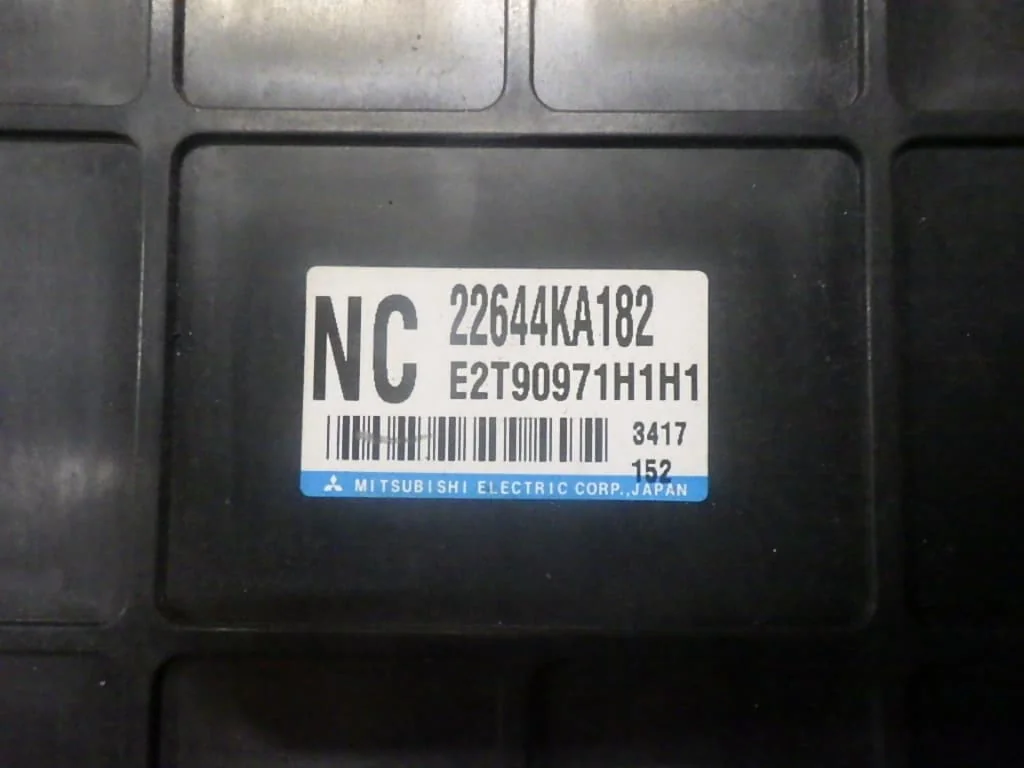 NC
22644KA182
E2T90971H1H1
3417
152
MITSUBISHI ELECTRIC CORP.,JAPAN